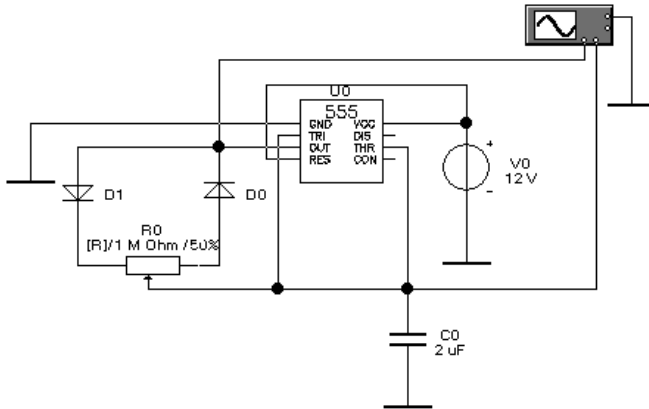 U0
555
GND VCC
TRI DIS
OUT THR
RES CON
+
V0
12 V
-
D1
D0
R0
[R]/1 M Ohm /50%
C0
2 uF